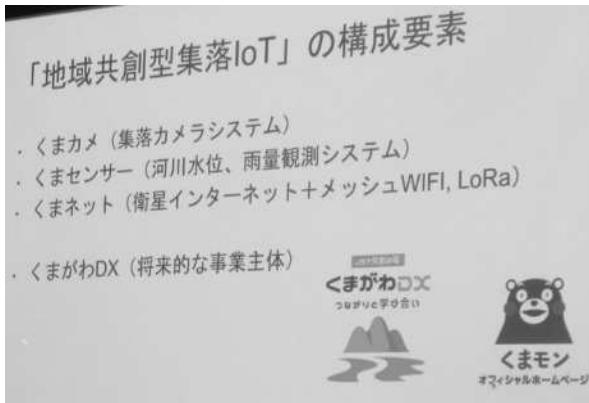 「地域共創型集落IoT」の構成要素
・くまカメ（集落カメラシステム）
・くまセンサー（河川水位、雨量観測システム）
・くまネット（衛星インターネット＋メッシュWIFI, LoRa）
・くまがわDX（将来的な事業主体）
くまがわDX
つながりと学び合い
くまモン
オフィシャルホームページ